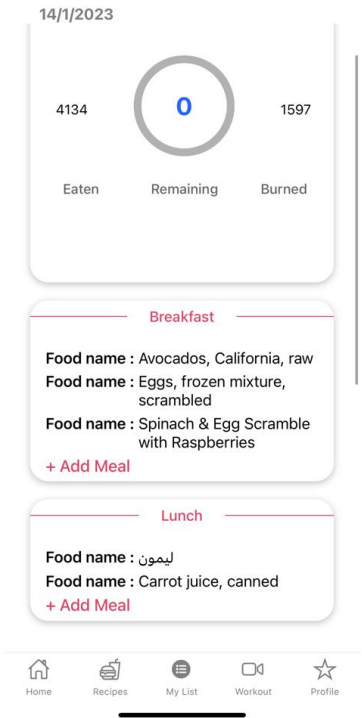 14/1/2023
4134
0
1597
Eaten
Remaining
Burned
Breakfast
Food name : Avocados, California, raw
Food name : Eggs, frozen mixture,
scrambled
Food name : Spinach & Egg Scramble
with Raspberries
+ Add Meal
Lunch
Food name : ليمون
Food name : Carrot juice, canned
+ Add Meal
Home
Recipes
My List
Workout
Profile